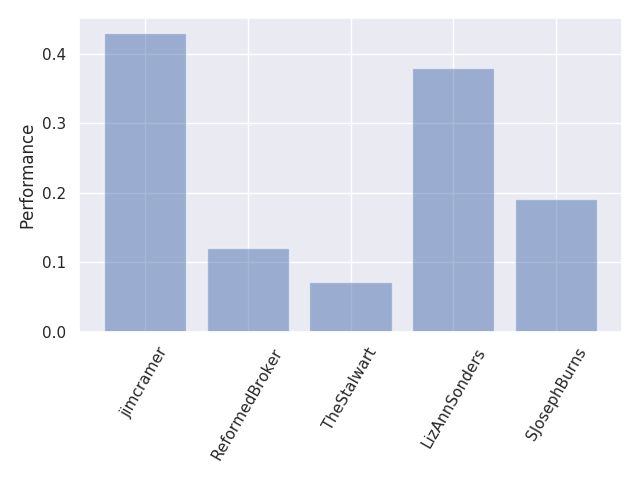 Performance
0.4
0.3
0.2
0.1
0.0
jimcramer
ReformedBroker
TheStalwart
LizAnnSonders
SJosephBurns